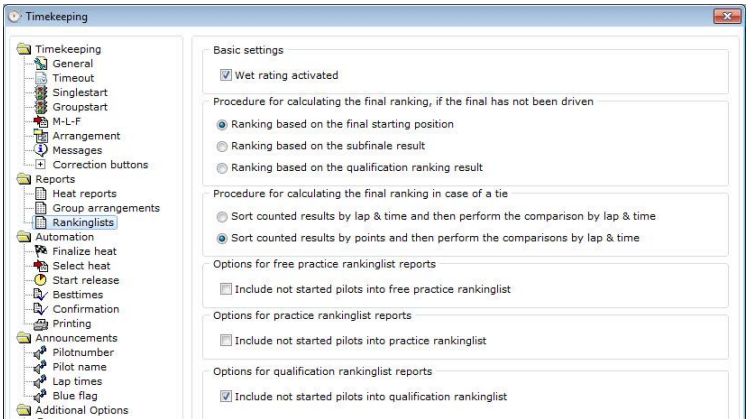 Timekeeping
Timekeeping
General
Timeout
Singlestart
Groupstart
M-L-F
Arrangement
Messages
Correction buttons
Reports
Heat reports
Group arrangements
Rankinglists
Automation
Finalize heat
Select heat
Start release
Besttimes
Confirmation
Printing
Announcements
Pilotnumber
Pilot name
Lap times
Blue flag
Additional Options
Basic settings
Wet rating activated
Procedure for calculating the final ranking, if the final has not been driven
Ranking based on the final starting position
Ranking based on the subfinale result
Ranking based on the qualification ranking result
Procedure for calculating the final ranking in case of a tie
Sort counted results by lap & time and then perform the comparison by lap & time
Sort counted results by points and then perform the comparisons by lap & time
Options for free practice rankinglist reports
Include not started pilots into free practice rankinglist
Options for practice rankinglist reports
Include not started pilots into practice rankinglist
Options for qualification rankinglist reports
Include not started pilots into qualification rankinglist